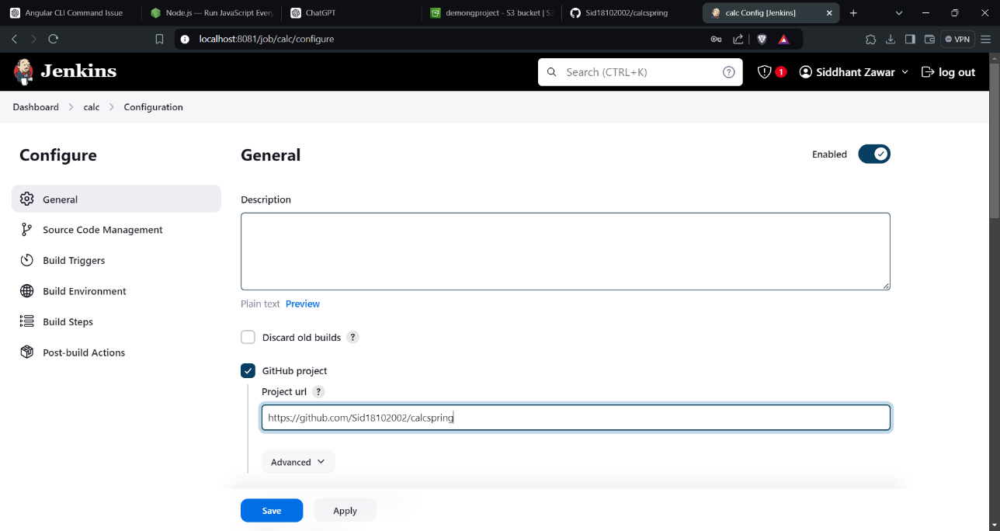 Angular CLI Command Issue
Node.js — Run JavaScript Every
ChatGPT
demongproject - S3 bucket | S3
Sid18102002/calcspring
calc Config [Jenkins]
localhost:8081/job/calc/configure
VPN
Jenkins
Search (CTRL+K)
?
1
Siddhant Zawar
log out
Dashboard
calc
Configuration
Configure
General
Source Code Management
Build Triggers
Build Environment
Build Steps
Post-build Actions
General
Enabled
Description
Plain text Preview
Discard old builds ?
GitHub project
Project url ?
https://github.com/Sid18102002/calcspring
Advanced
Save
Apply